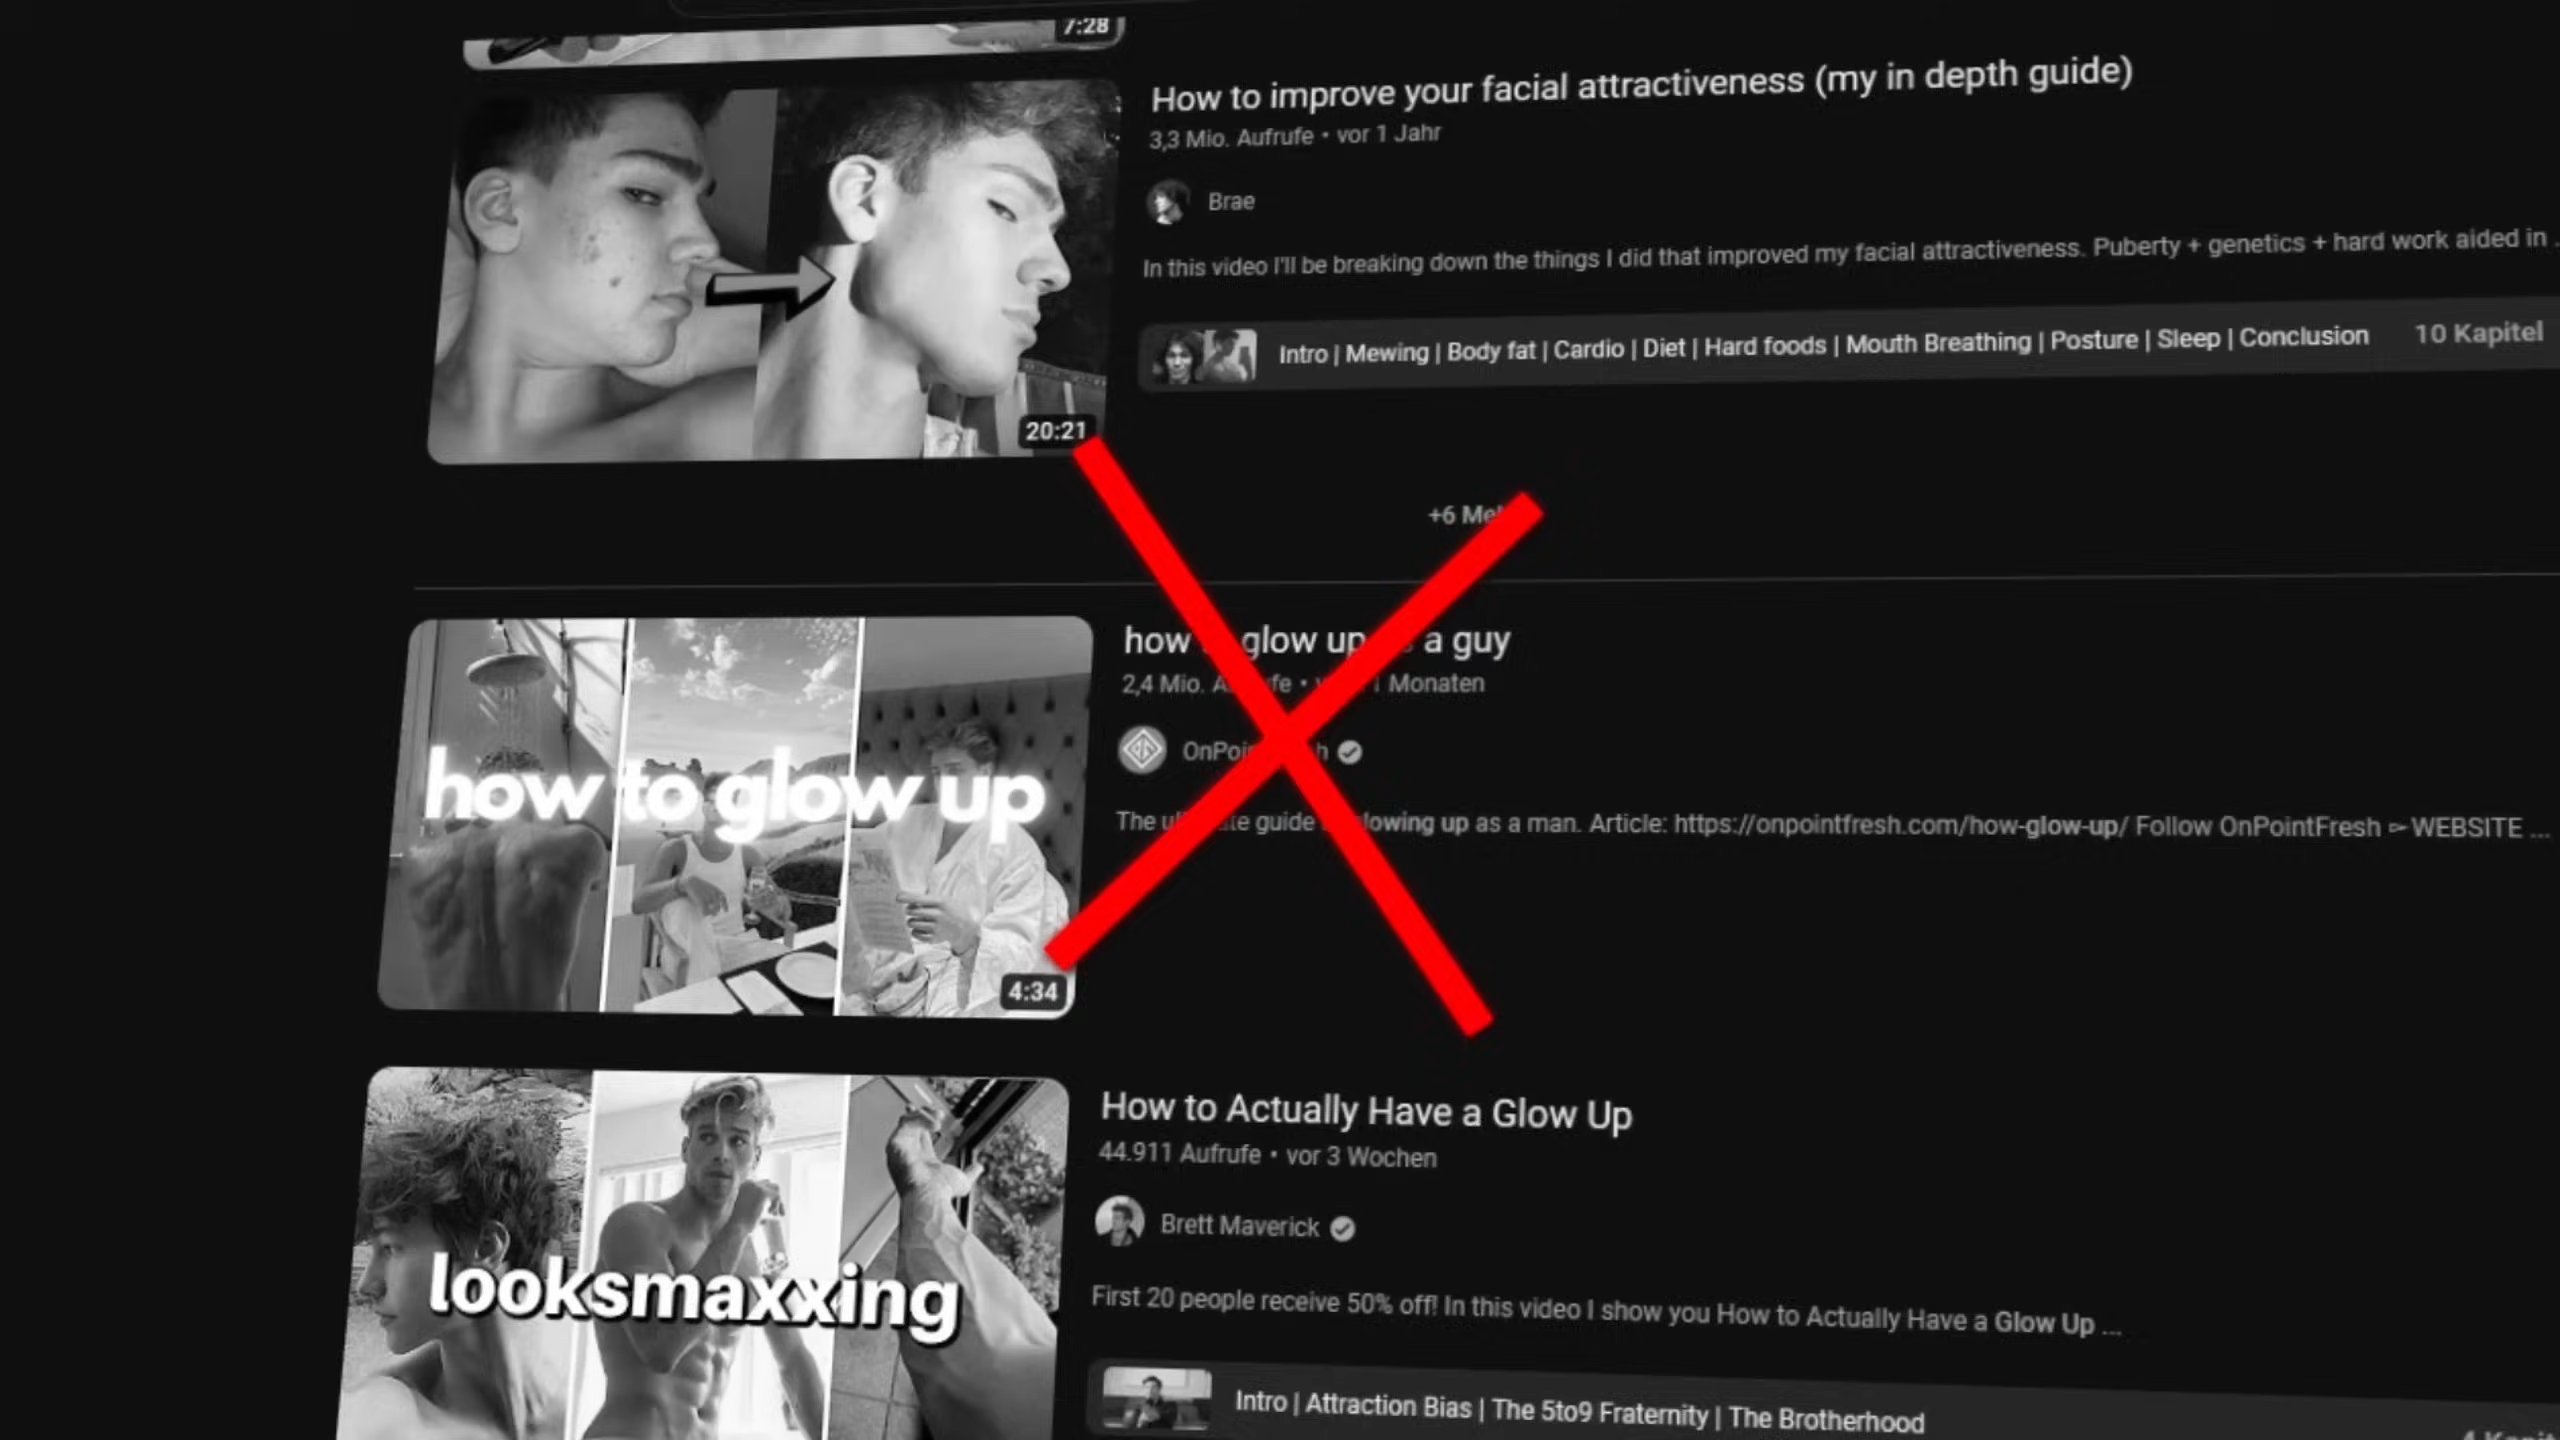 7:28
How to improve your facial attractiveness (my in depth guide)
3,3 Mio. Aufrufe • vor 1 Jahr
Brae
In this video I'll be breaking down the things I did that improved my facial attractiveness. Puberty + genetics + hard work aided in ...
Intro | Mewing | Body fat | Cardio | Diet | Hard foods | Mouth Breathing | Posture | Sleep | Conclusion 10 Kapitel
20:21
+6
how glow up a guy
2,4 Mio. • Monaten
The guide as a man. Article: https://onpointfresh.com/how-glow-up/ Follow OnPointFresh ➢ WEBSITE ...
how to glow up
4:34
How to Actually Have a Glow Up
44.911 Aufrufe • vor 3 Wochen
Brett Maverick
First 20 people receive 50% off! In this video I show you How to Actually Have a Glow Up ...
looksmaxxing
Intro | Attraction Bias | The 5to9 Fraternity | The Brotherhood